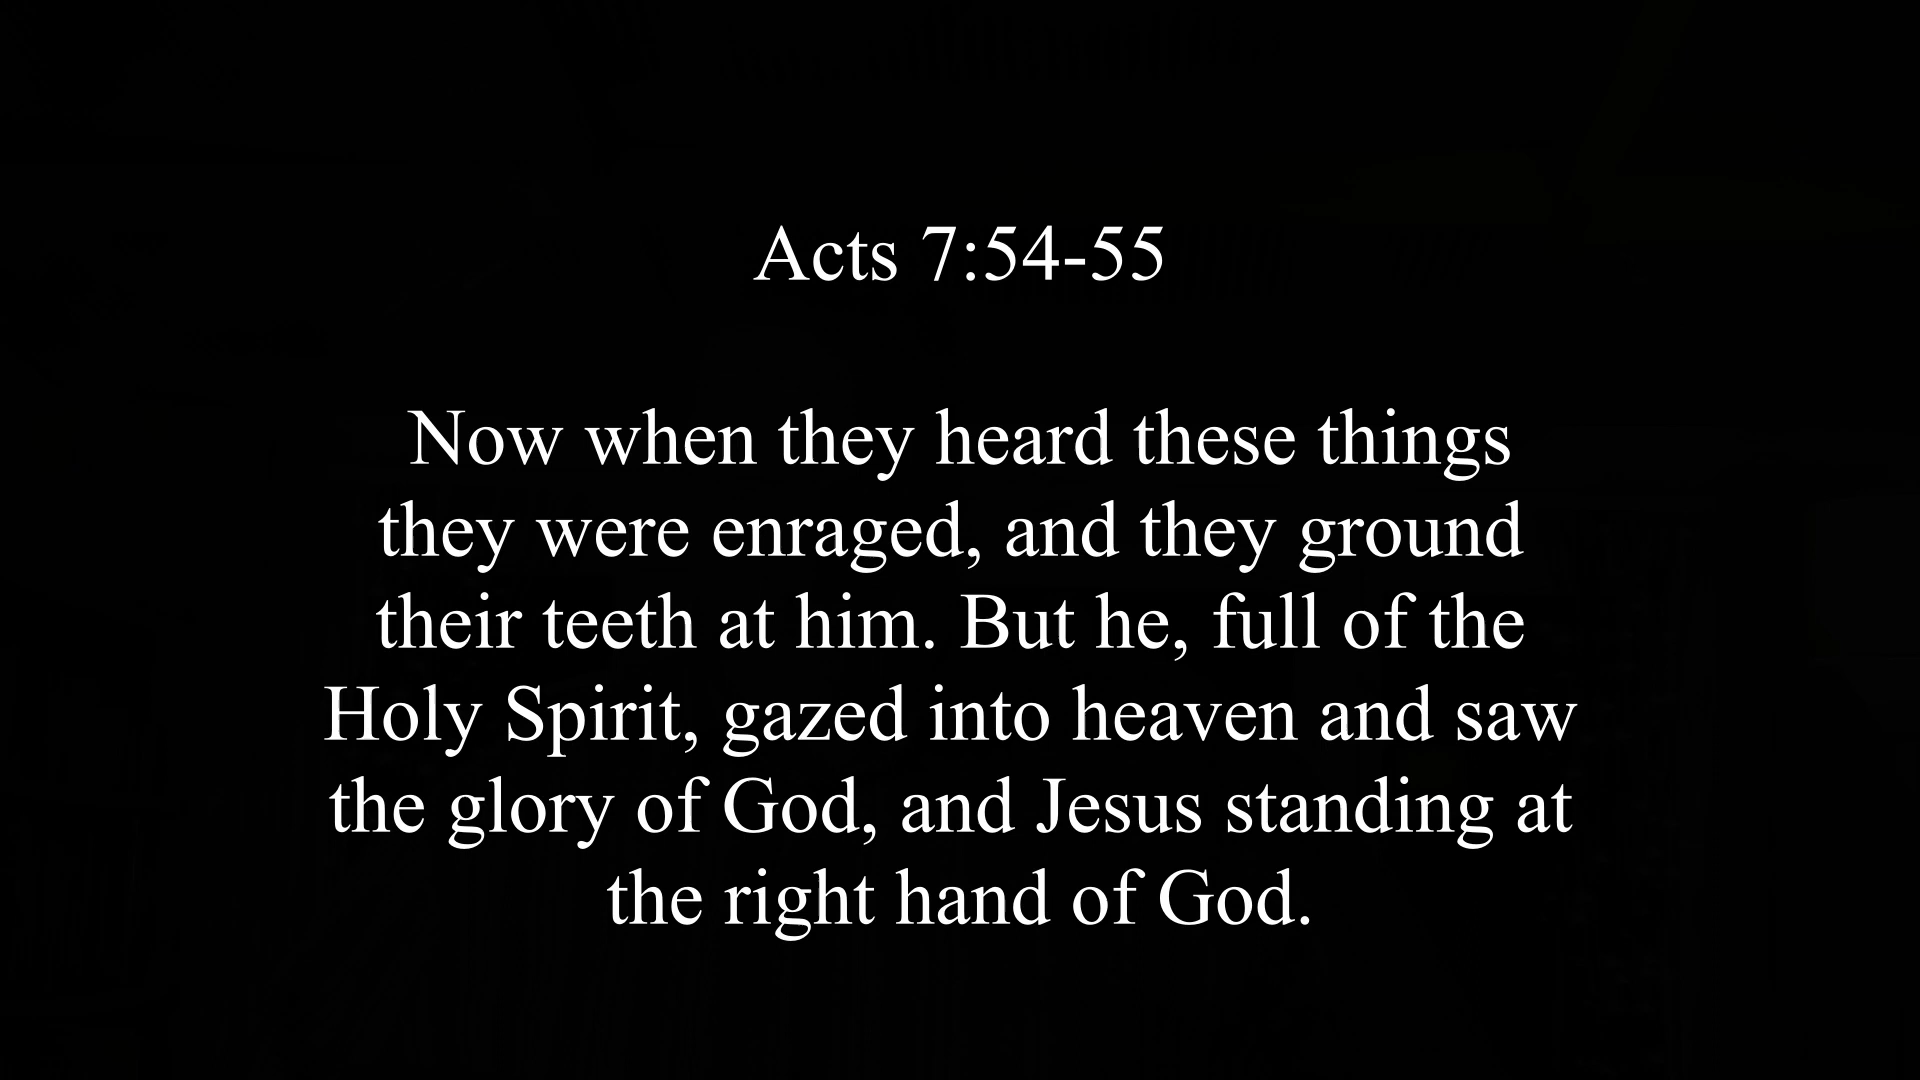 Acts 7:54-55
Now when they heard these things
they were enraged, and they ground
their teeth at him. But he, full of the
Holy Spirit, gazed into heaven and saw
the glory of God, and Jesus standing at
the right hand of God.